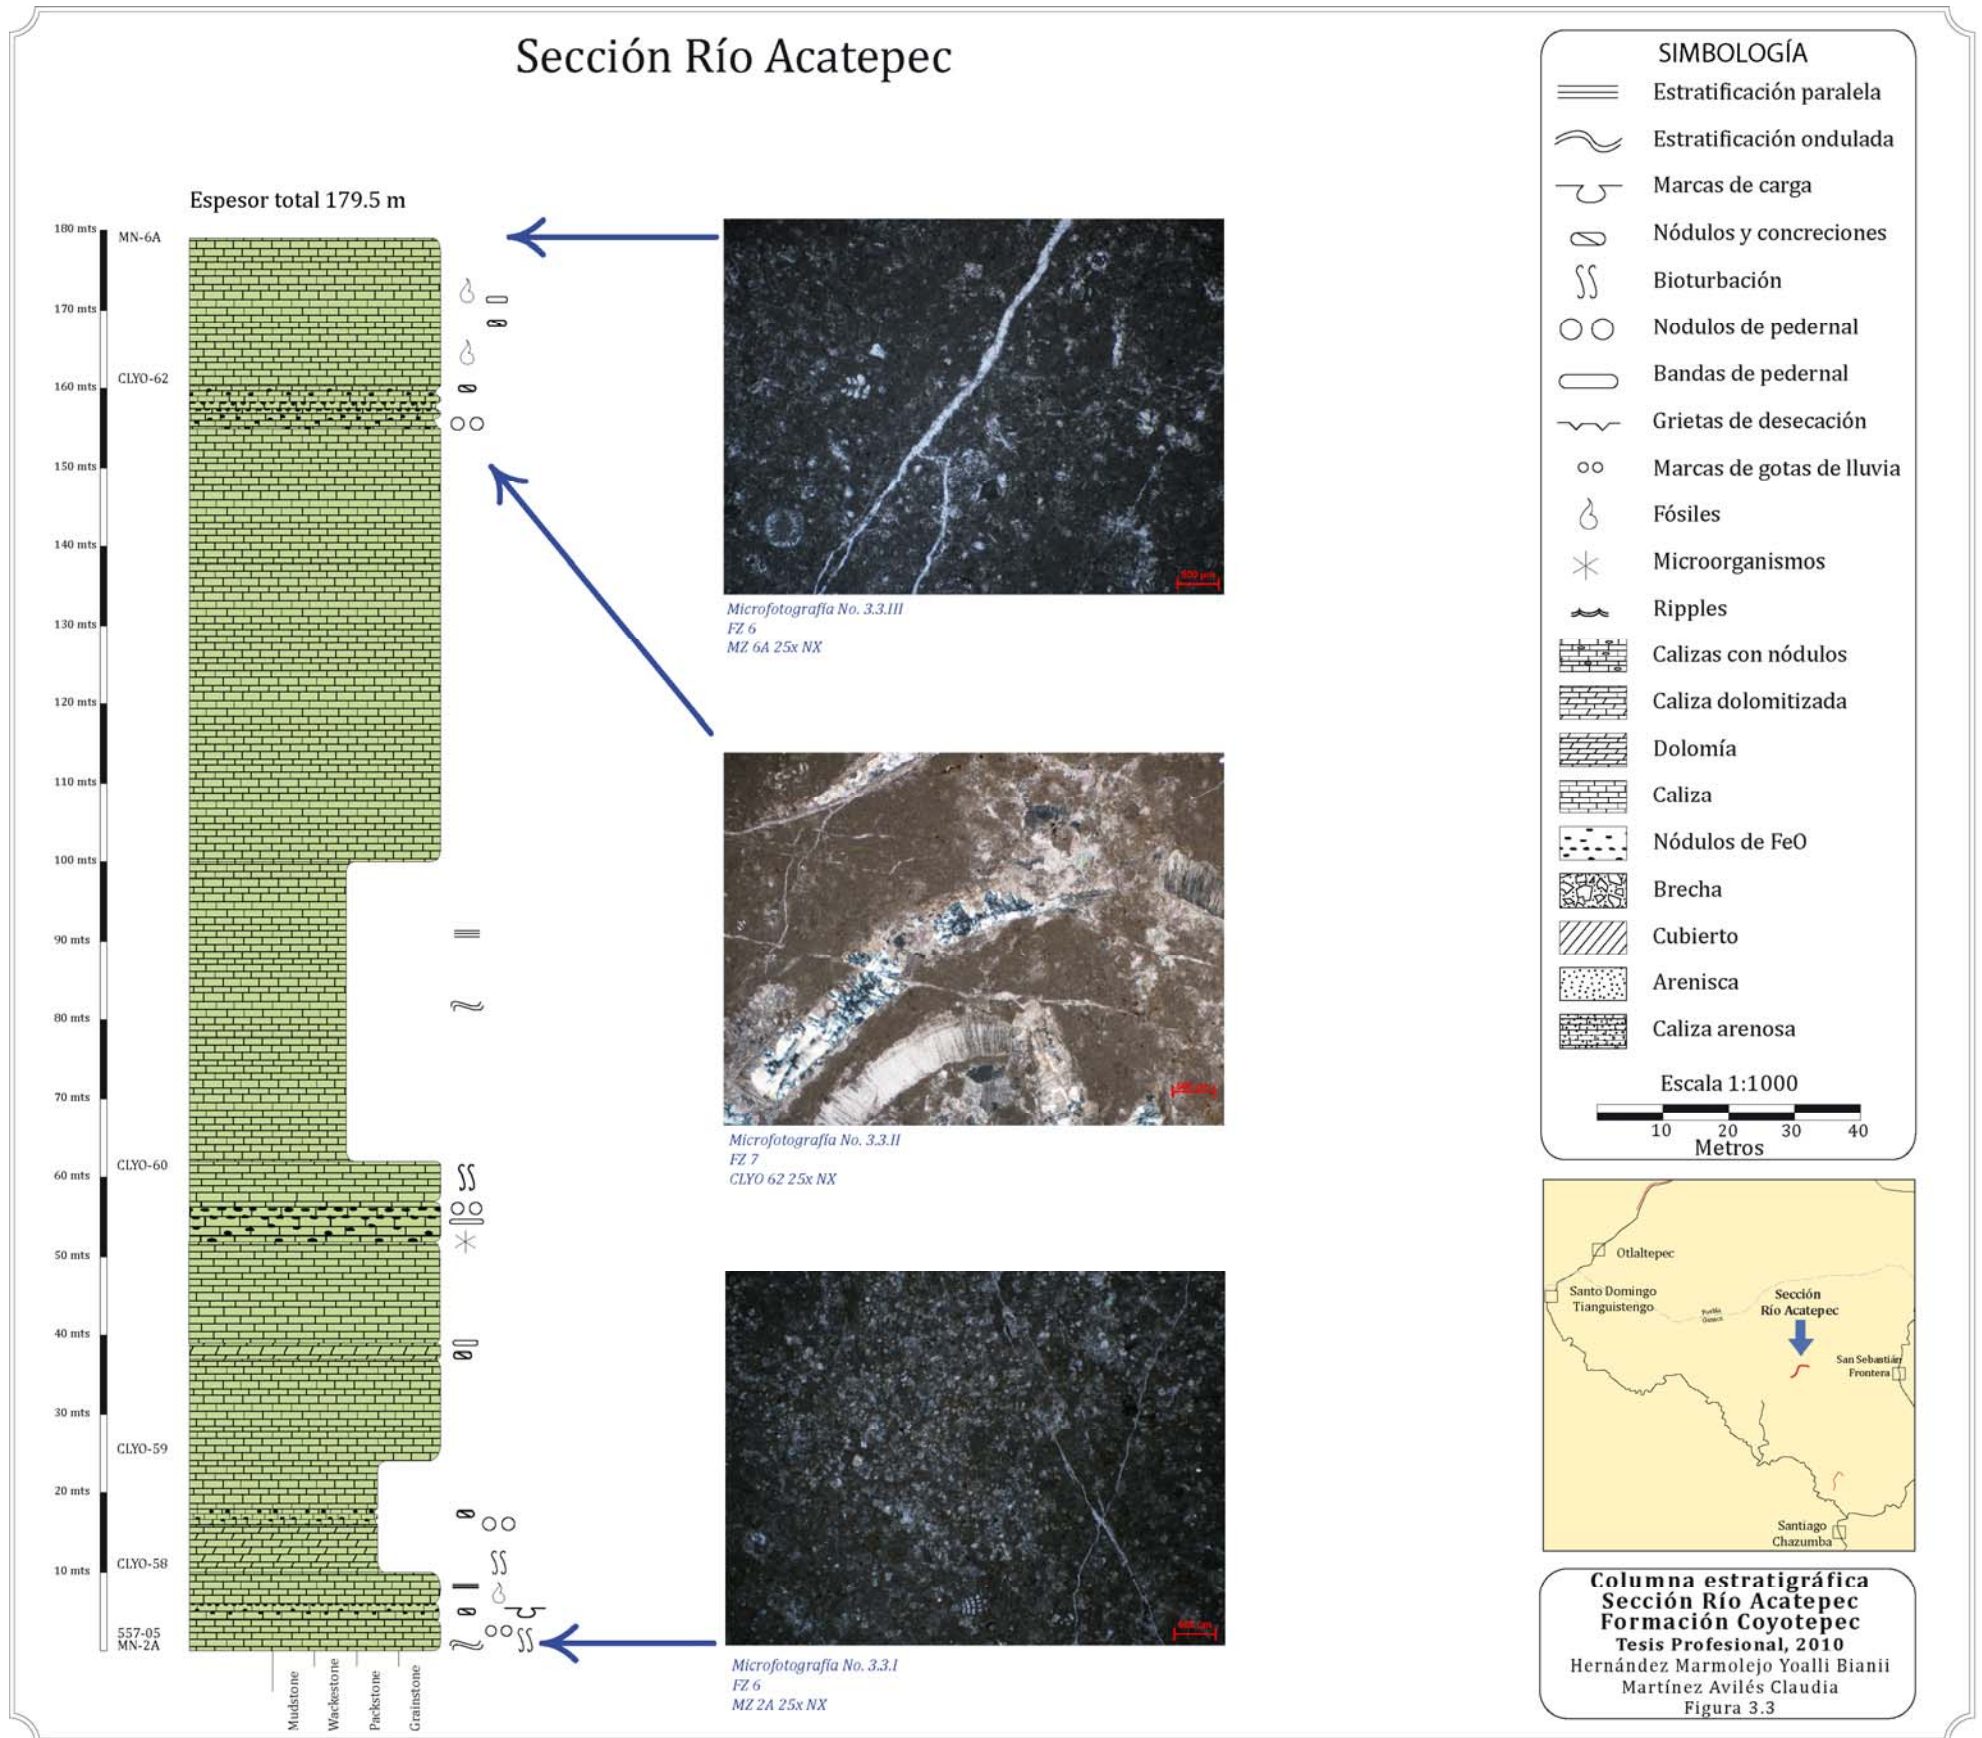 Sección Río Acatepec
Espesor total 179.5 m
180 mts
170 mts
160 mts
150 mts
140 mts
130 mts
120 mts
110 mts
100 mts
90 mts
80 mts
70 mts
60 mts
50 mts
40 mts
30 mts
20 mts
10 mts
MN-6A
CLYO-62
CLYO-60
CLYO-59
CLYO-58
557-05
MN-2A
Mudstone
Wackestone
Packstone
Grainstone
Microfotografía No. 3.3.III
FZ 6
MZ 6A 25x NX
Microfotografía No. 3.3.II
FZ 7
CLYO 62 25x NX
Microfotografía No. 3.3.I
FZ 6
MZ 2A 25x NX
SIMBOLOGÍA
Estratificación paralela
Estratificación ondulada
Marcas de carga
Nódulos y concreciones
Bioturbación
Nodulos de pedernal
Bandas de pedernal
Grietas de desecación
Marcas de gotas de lluvia
Fósiles
Microorganismos
Ripples
Calizas con nódulos
Caliza dolomitizada
Dolomía
Caliza
Nódulos de FeO
Brecha
Cubierto
Arenisca
Caliza arenosa
Escala 1:1000
10 20 30 40
Metros
Otlaltepec
Santo Domingo
Tianguistengo
Puebla
Oaxaca
Sección
Río Acatepec
San Sebastián
Frontera
Santiago
Chazumba
Columna estratigráfica
Sección Río Acatepec
Formación Coyotepec
Tesis Profesional, 2010
Hernández Marmolejo Yoalli Bianii
Martínez Avilés Claudia
Figura 3.3